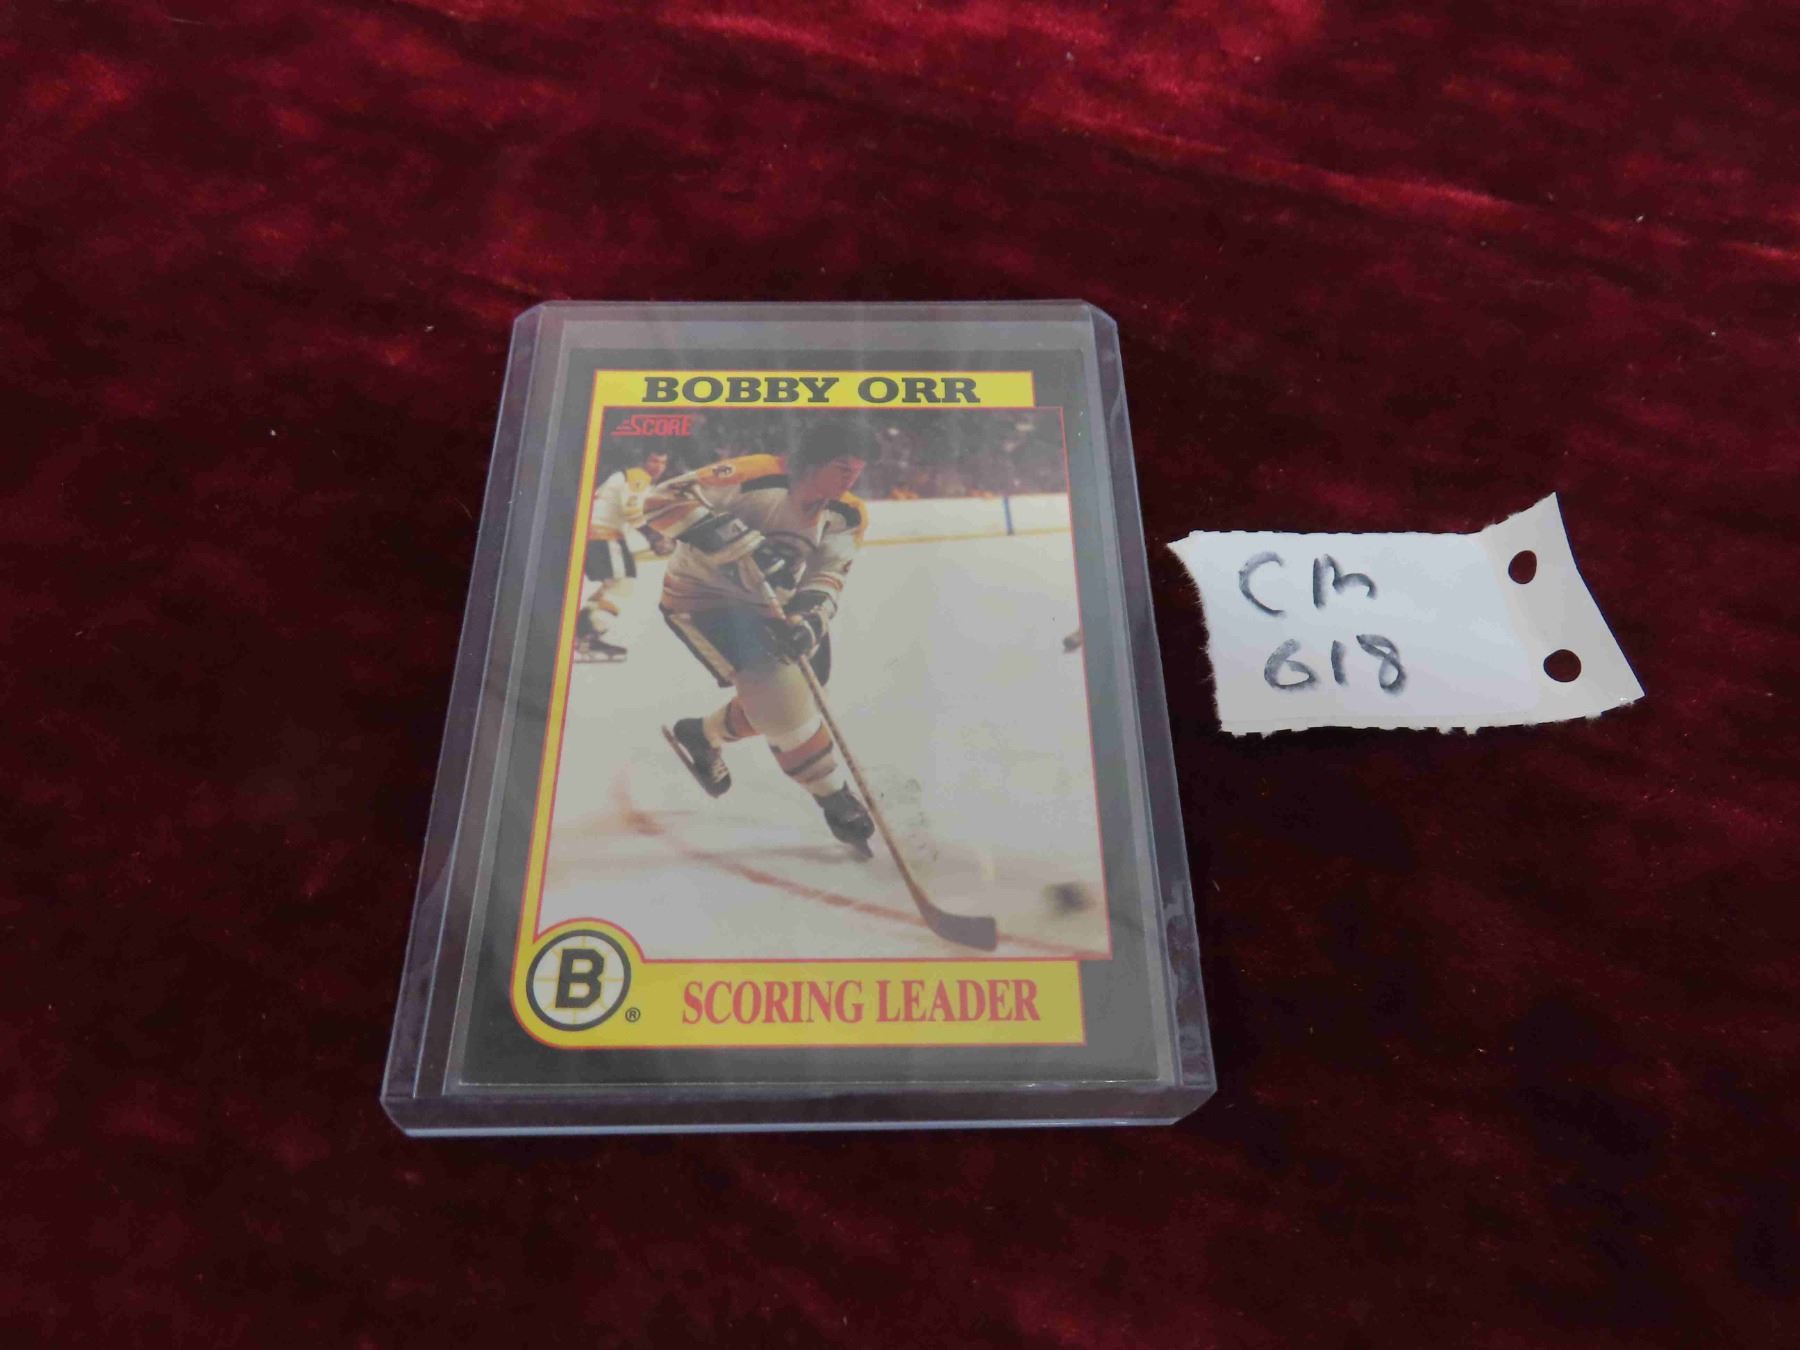 BOBBY ORR
SCORE
B
®
SCORING LEADER
CM
618